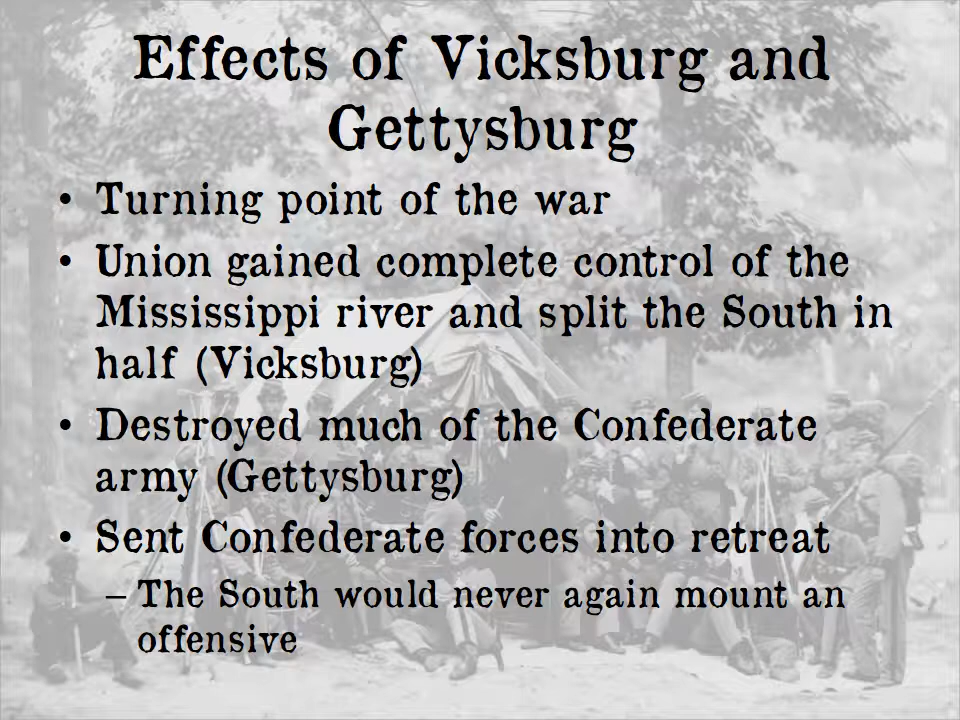 Effects of Vicksburg and
Gettysburg
• Turning point of the war
• Union gained complete control of the
Mississippi river and split the South in
half (Vicksburg)
• Destroyed much of the Confederate
army (Gettysburg)
• Sent Confederate forces into retreat
– The South would never again mount an
offensive